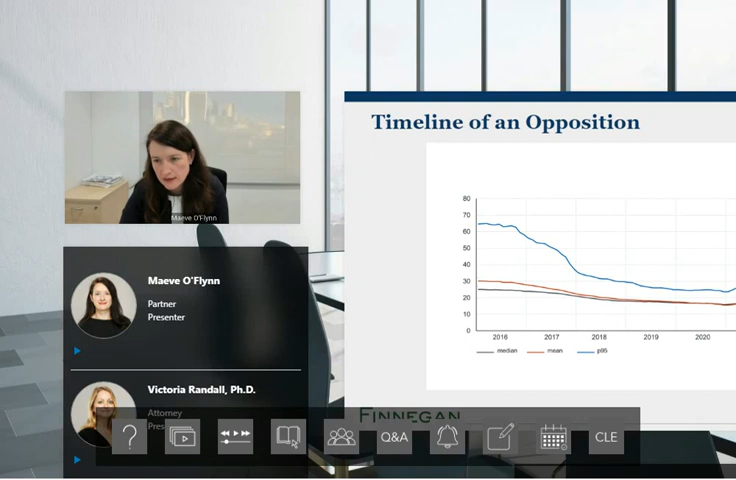 Timeline of an Opposition
Maeve O'Flynn
Maeve O'Flynn
Partner
Presenter
Victoria Randall, Ph.D.
Attorney
Pres
80
70
60
50
40
30
20
10
0
2016 2017 2018 2019 2020
median mean p95
FINNEGAN
? Q&A CLE